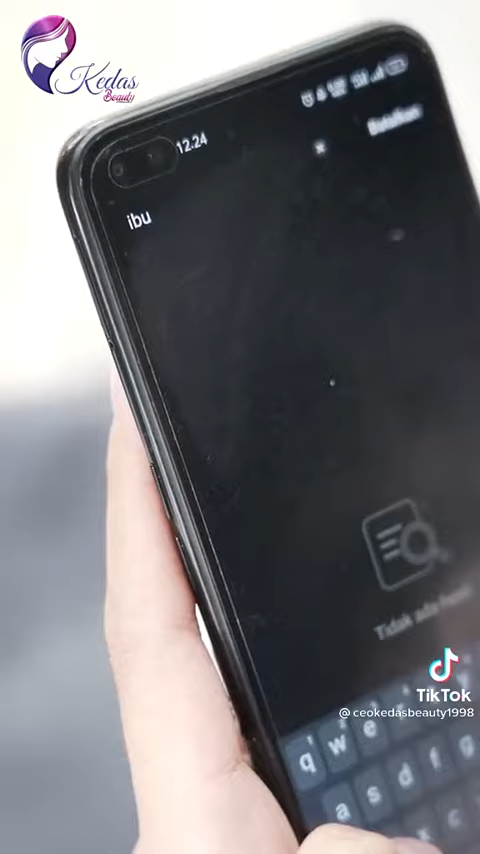 Kedas
Beauty
12.24
Batalkan
ibu
Tidak ada hasil
TikTok
@ceokedasbeauty1998
q w e
a s d f g
x c